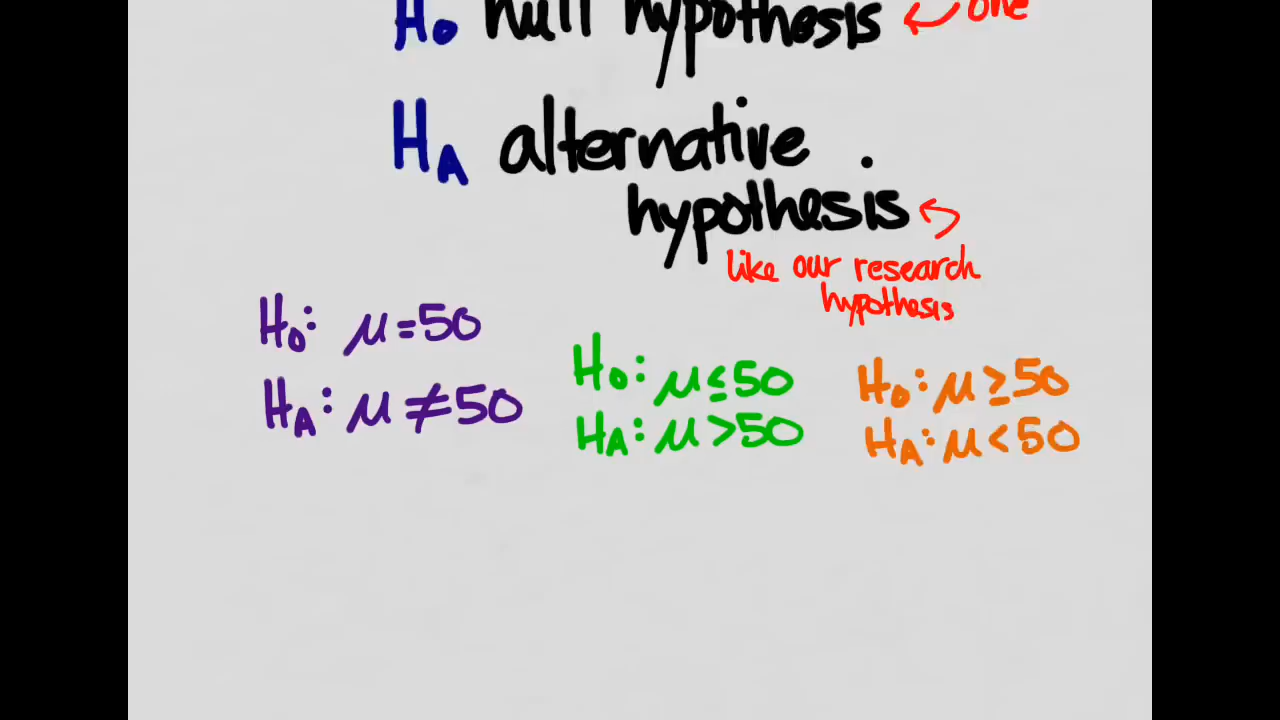 H0 null hypothesis one
HA alternative
hypothesis
like our research
hypothesis
H0: μ=50
HA: μ≠50
H0: μ≤50
HA: μ>50
H0: μ≥50
HA: μ<50